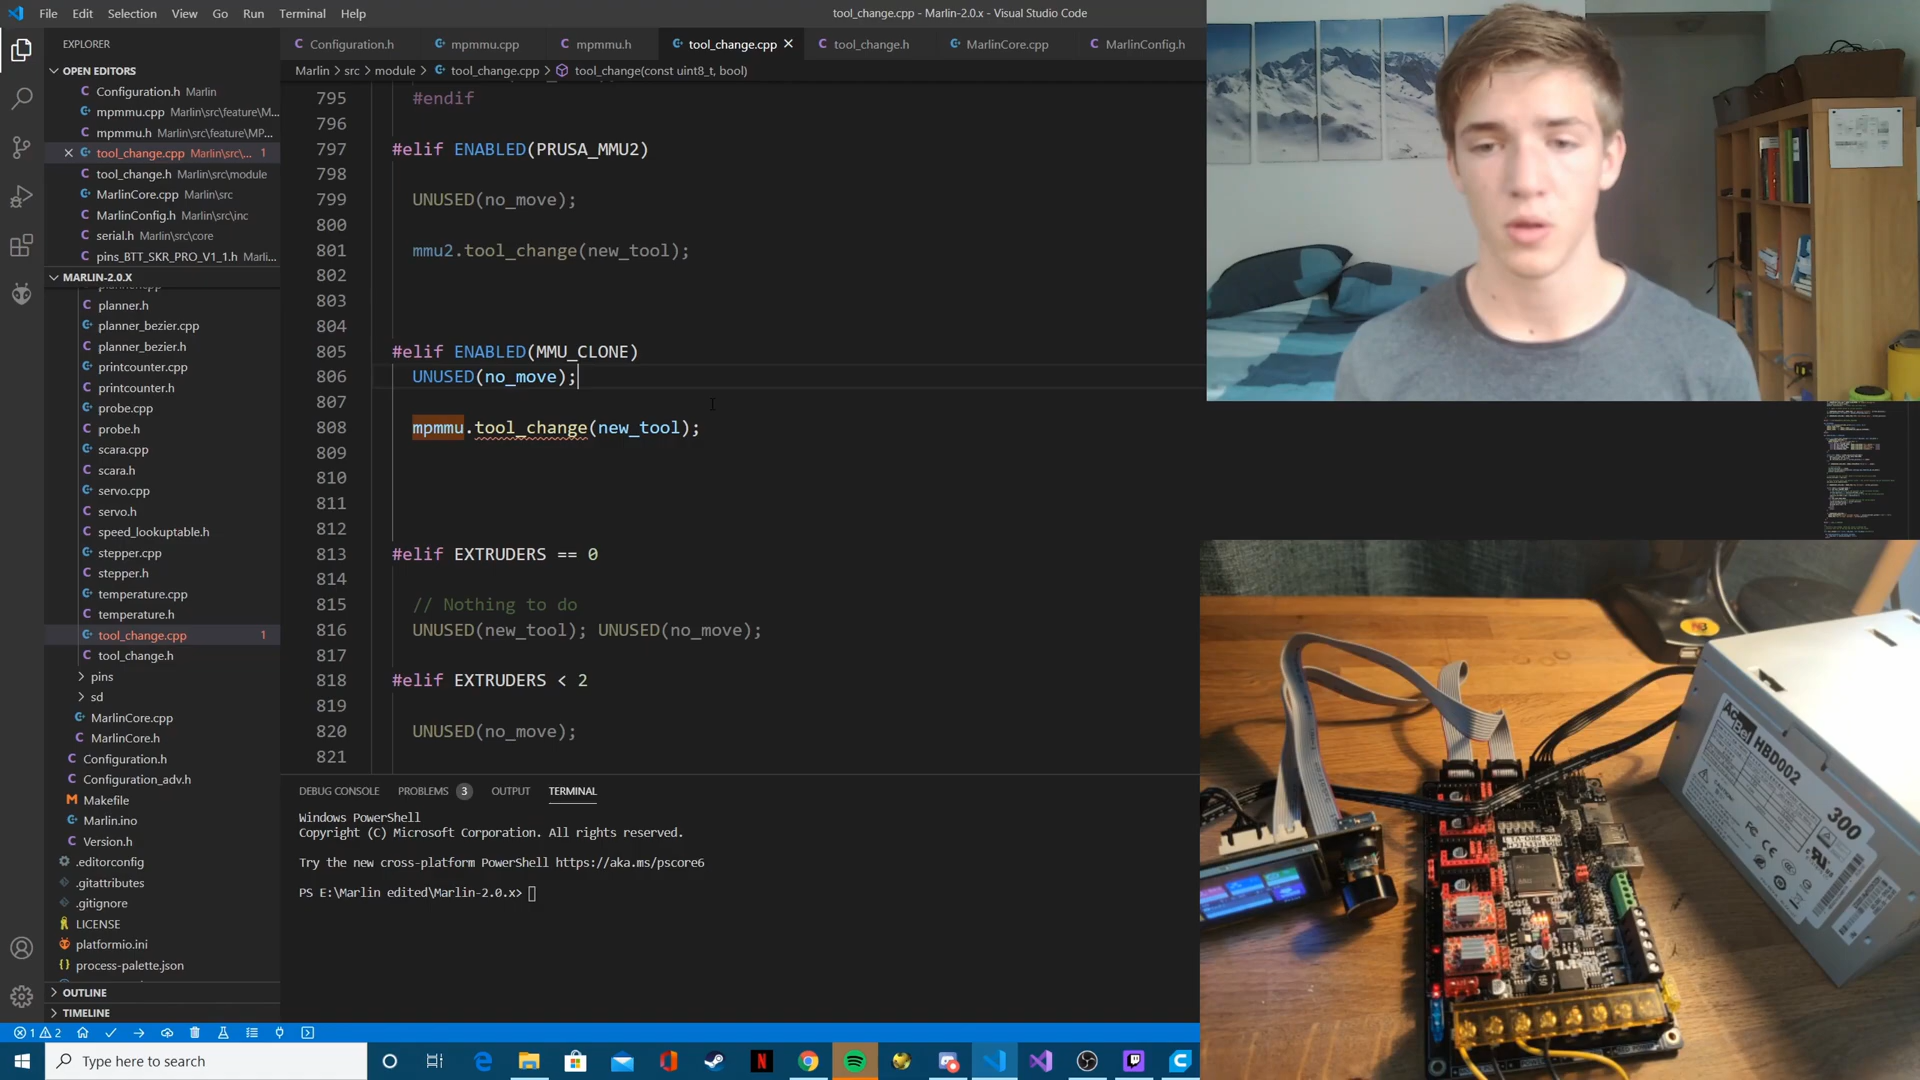 File Edit Selection View Go Run Terminal Help
tool_change.cpp - Marlin-2.0.x - Visual Studio Code
EXPLORER
OPEN EDITORS
Configuration.h Marlin
mpmmu.cpp Marlin\src\feature\M...
mpmmu.h Marlin\src\feature\MP...
tool_change.cpp Marlin\src\... 1
tool_change.h Marlin\src\module
MarlinCore.cpp Marlin\src
MarlinConfig.h Marlin\src\inc
serial.h Marlin\src\core
pins_BTT_SKR_PRO_V1_1.h Marli...
MARLIN-2.0.X
planner.cpp
planner.h
planner_bezier.cpp
planner_bezier.h
printcounter.cpp
printcounter.h
probe.cpp
probe.h
scara.cpp
scara.h
servo.cpp
servo.h
speed_lookuptable.h
stepper.cpp
stepper.h
temperature.cpp
temperature.h
tool_change.cpp 1
tool_change.h
pins
sd
MarlinCore.cpp
MarlinCore.h
Configuration.h
Configuration_adv.h
Makefile
Marlin.ino
Version.h
.editorconfig
.gitattributes
.gitignore
LICENSE
platformio.ini
process-palette.json
OUTLINE
TIMELINE
Configuration.h mpmmu.cpp mpmmu.h tool_change.cpp tool_change.h MarlinCore.cpp MarlinConfig.h
Marlin > src > module > tool_change.cpp > tool_change(const uint8_t, bool)
795 #endif
796
797 #elif ENABLED(PRUSA_MMU2)
798
799 UNUSED(no_move);
800
801 mmu2.tool_change(new_tool);
802
803
804
805 #elif ENABLED(MMU_CLONE)
806 UNUSED(no_move);
807
808 mpmmu.tool_change(new_tool);
809
810
811
812
813 #elif EXTRUDERS == 0
814
815 // Nothing to do
816 UNUSED(new_tool); UNUSED(no_move);
817
818 #elif EXTRUDERS < 2
819
820 UNUSED(no_move);
821
DEBUG CONSOLE PROBLEMS 3 OUTPUT TERMINAL
Windows PowerShell
Copyright (C) Microsoft Corporation. All rights reserved.
Try the new cross-platform PowerShell https://aka.ms/pscore6
PS E:\Marlin edited\Marlin-2.0.x>
1 2
Type here to search
AcBel HBD002
300